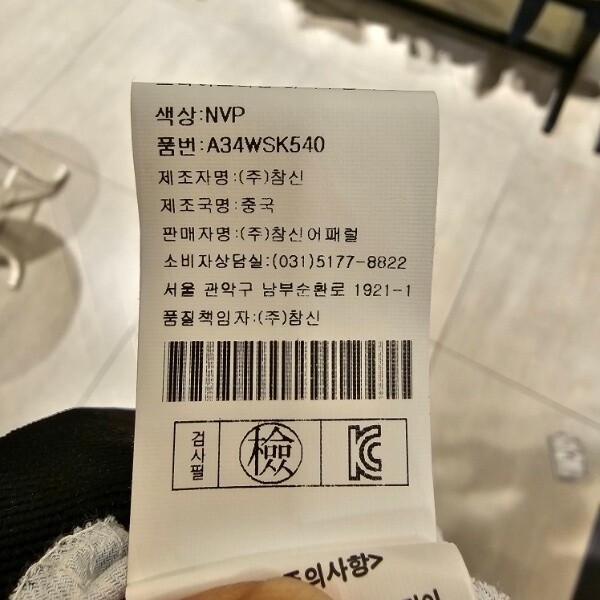 색상:NVP
품번:A34WSK540
제조자명:(주)참신
제조국명:중국
판매자명:(주)참신어패럴
소비자상담실:(031)5177-8822
서울 관악구 남부순환로 1921-1
품질책임자:(주)참신
검사필
檢
KC
주의사항>